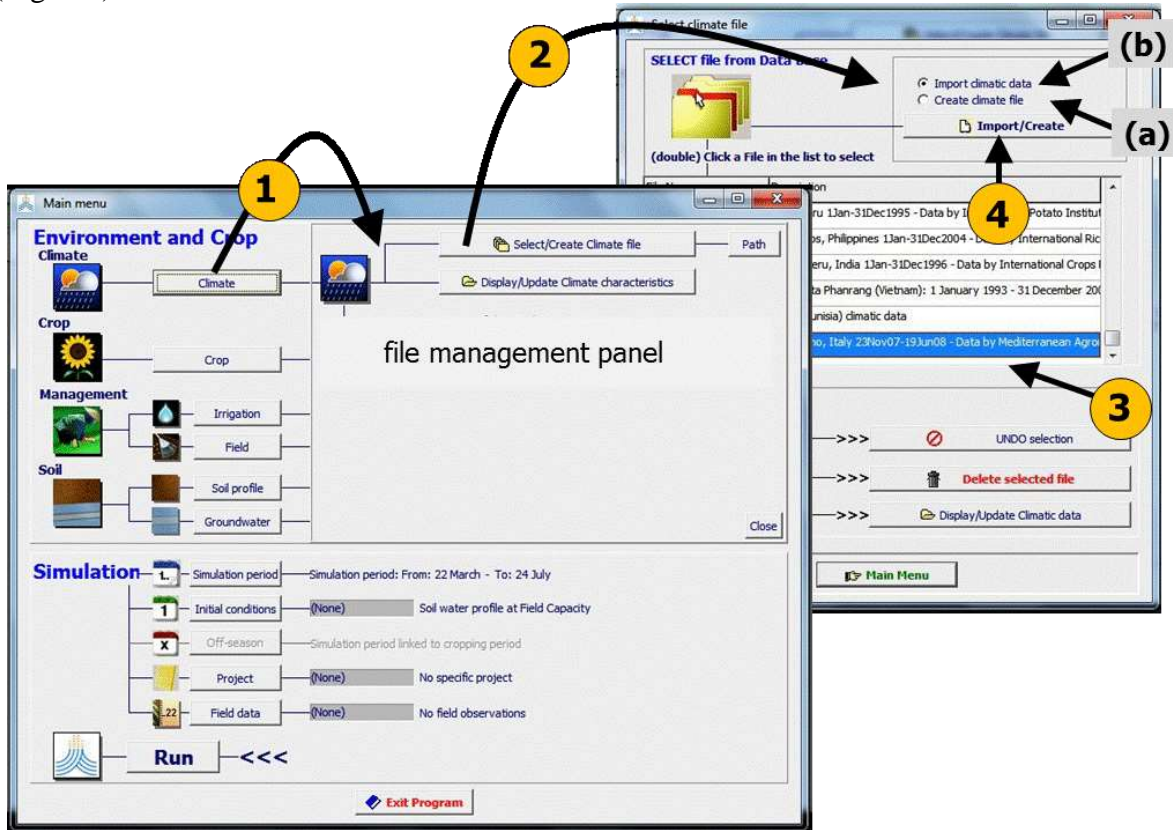 2
Select climate file
(b)
SELECT file from Data Base
Import climatic data
Create climate file
(a)
Import/Create
(double) Click a File in the list to select
1
4
ru 1Jan-31Dec1995 - Data by Potato Institut
os, Philippines 1Jan-31Dec2004 - International Ric
eru, India 1Jan-31Dec1996 - Data by International Crops
ta Phanrang (Vietnam): 1 January 1993 - 31 December 200
unisia) climatic data
no, Italy 23Nov07-19Jun08 - Data by Mediterranean Agro
3
>>> UNDO selection
>>> Delete selected file
>>> Display/Update Climatic data
Main Menu
Main menu
Environment and Crop
Climate
Climate
Select/Create Climate file
Path
Display/Update Climate characteristics
Crop
Crop
file management panel
Management
Irrigation
Field
Soil
Soil profile
Groundwater
Close
Simulation
1.. Simulation period Simulation period: From: 22 March - To: 24 July
1 Initial conditions (None) Soil water profile at Field Capacity
X Off-season Simulation period linked to cropping period
Project (None) No specific project
..22 Field data (None) No field observations
Run <<<
Exit Program